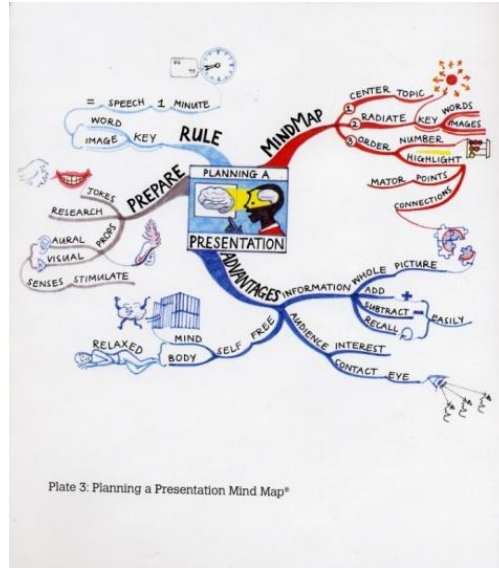 PLANNING A
PRESENTATION
MINDMAP
1 CENTER TOPIC
2 RADIATE KEY WORDS
IMAGES
3 ORDER NUMBER
HIGHLIGHT
MAJOR POINTS
CONNECTIONS
ADVANTAGES
INFORMATION
WHOLE PICTURE
ADD +
SUBTRACT -
RECALL
EASILY
AUDIENCE
INTEREST
CONTACT EYE
SELF FREE
MIND
BODY
RELAXED
PREPARE
JOKES
RESEARCH
PROPS
AURAL
VISUAL
SENSES STIMULATE
RULE
KEY
WORD
IMAGE
= SPEECH 1 MINUTE
Plate 3: Planning a Presentation Mind Map®